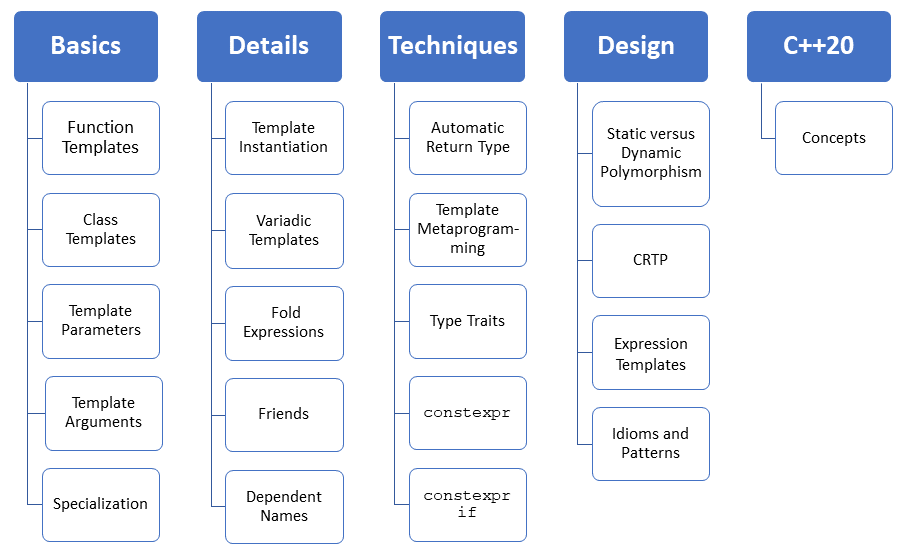 Basics
Function
Templates
Class
Templates
Template
Parameters
Template
Arguments
Specialization
Details
Template
Instantiation
Variadic
Templates
Fold
Expressions
Friends
Dependent
Names
Techniques
Automatic
Return Type
Template
Metaprogram-
ming
Type Traits
constexpr
constexpr
if
Design
Static versus
Dynamic
Polymorphism
CRTP
Expression
Templates
Idioms and
Patterns
C++20
Concepts